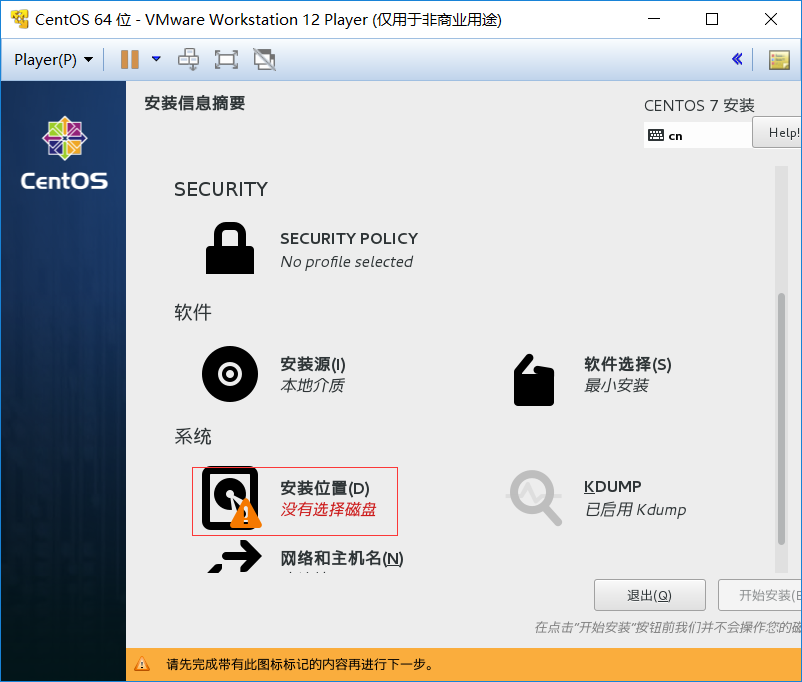 CentOS 64 位 - VMware Workstation 12 Player (仅用于非商业用途)
Player(P)
CentOS
安装信息摘要
CENTOS 7 安装
cn
Help!
SECURITY
SECURITY POLICY
No profile selected
软件
安装源(I)
本地介质
软件选择(S)
最小安装
系统
安装位置(D)
没有选择磁盘
KDUMP
已启用 Kdump
网络和主机名(N)
退出(Q)
开始安装(B
在点击"开始安装"按钮前我们并不会操作您的磁
请先完成带有此图标标记的内容再进行下一步。